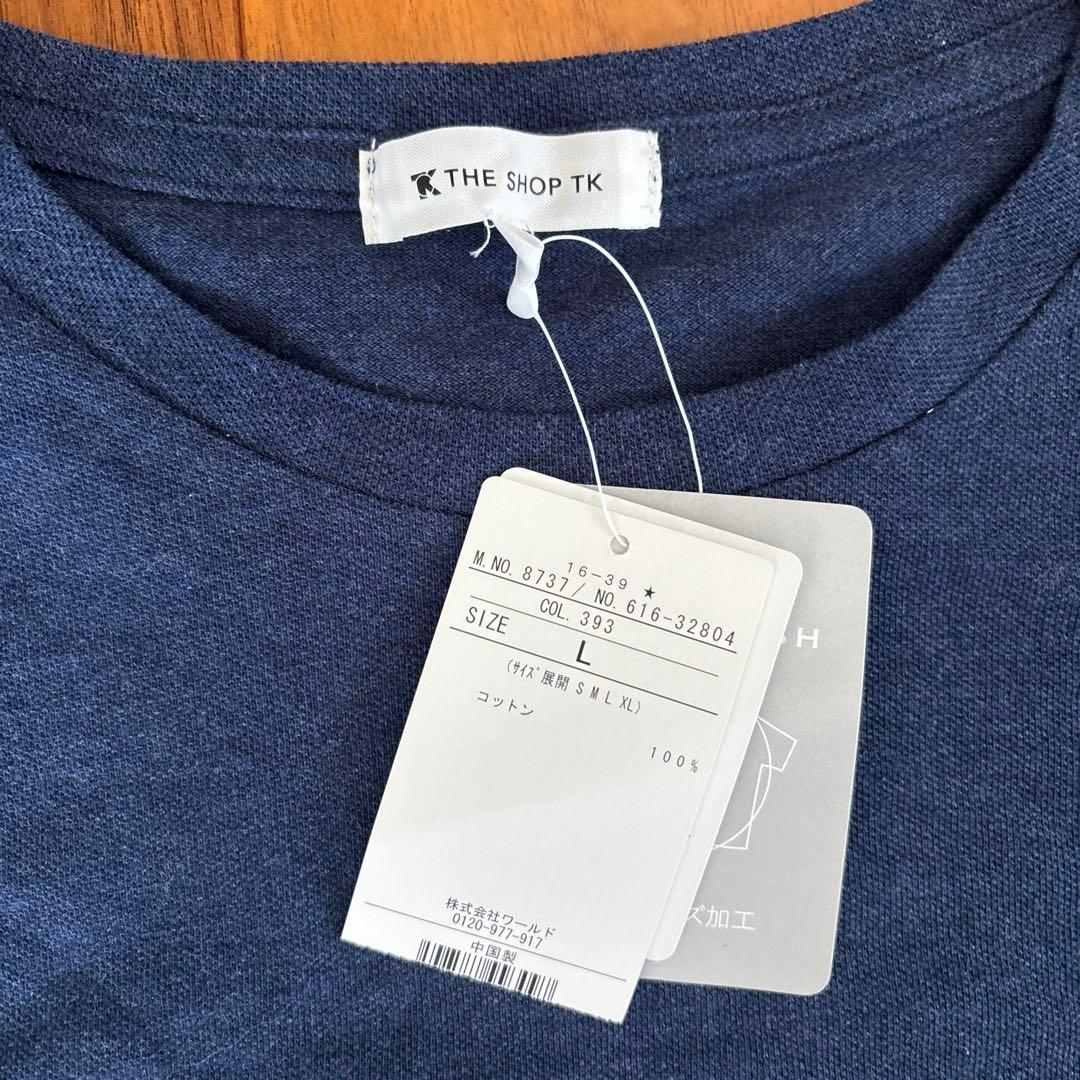 THE SHOP TK
16-39 ★
M. NO. 8737/ NO. 616-32804
COL. 393
SIZE L
(ｻｲｽﾞ展開 S M L XL)
コットン
100%
株式会社ワールド
0120-977-917
中国製
H
ズ加工